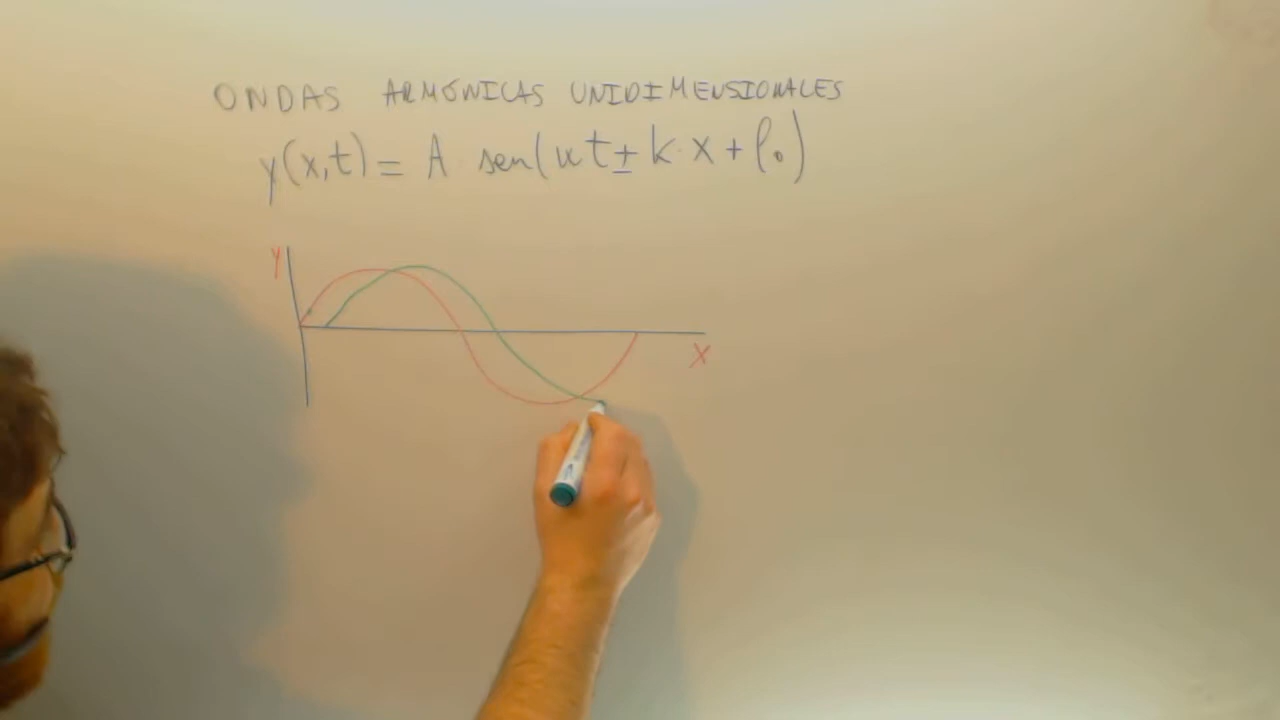 ONDAS ARMÓNICAS UNIDIMENSIONALES
y(x,t) = A sen(ωt ± k·x + φ₀)
Y
X